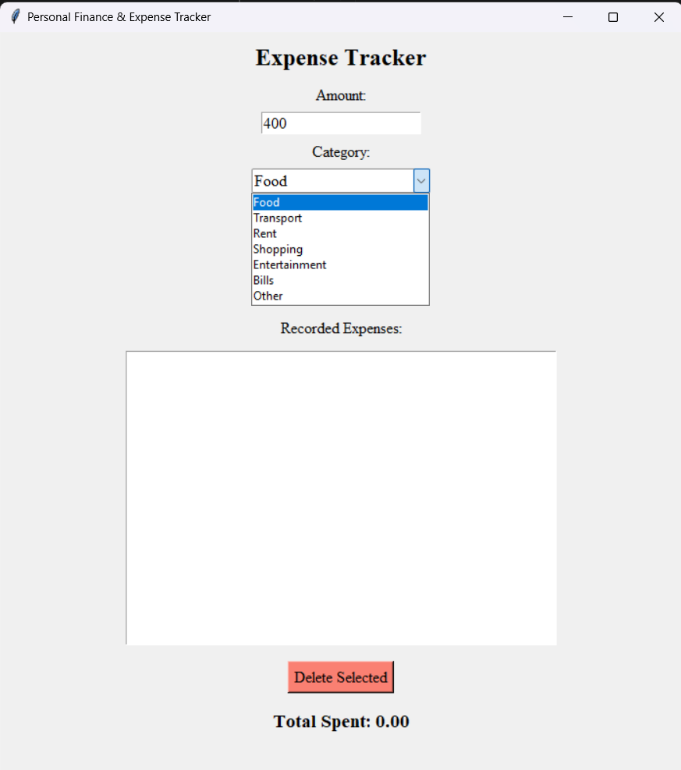 Personal Finance & Expense Tracker
Expense Tracker
Amount:
400
Category:
Food
Food
Transport
Rent
Shopping
Entertainment
Bills
Other
Recorded Expenses:
Delete Selected
Total Spent: 0.00